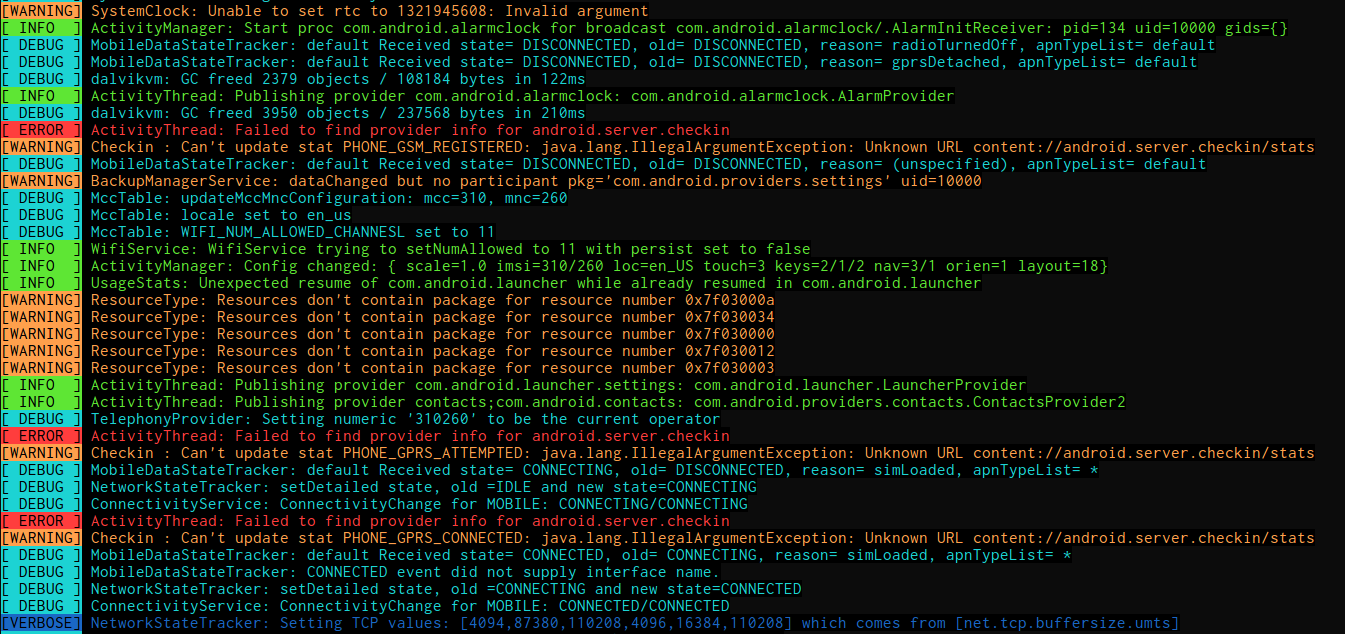 [WARNING] SystemClock: Unable to set rtc to 1321945608: Invalid argument
[ INFO ] ActivityManager: Start proc com.android.alarmclock for broadcast com.android.alarmclock/.AlarmInitReceiver: pid=134 uid=10000 gids={}
[ DEBUG ] MobileDataStateTracker: default Received state= DISCONNECTED, old= DISCONNECTED, reason= radioTurnedOff, apnTypeList= default
[ DEBUG ] MobileDataStateTracker: default Received state= DISCONNECTED, old= DISCONNECTED, reason= gprsDetached, apnTypeList= default
[ DEBUG ] dalvikvm: GC freed 2379 objects / 108184 bytes in 122ms
[ INFO ] ActivityThread: Publishing provider com.android.alarmclock: com.android.alarmclock.AlarmProvider
[ DEBUG ] dalvikvm: GC freed 3950 objects / 237568 bytes in 210ms
[ ERROR ] ActivityThread: Failed to find provider info for android.server.checkin
[WARNING] Checkin : Can't update stat PHONE_GSM_REGISTERED: java.lang.IllegalArgumentException: Unknown URL content://android.server.checkin/stats
[ DEBUG ] MobileDataStateTracker: default Received state= DISCONNECTED, old= DISCONNECTED, reason= (unspecified), apnTypeList= default
[WARNING] BackupManagerService: dataChanged but no participant pkg='com.android.providers.settings' uid=10000
[ DEBUG ] MccTable: updateMccMncConfiguration: mcc=310, mnc=260
[ DEBUG ] MccTable: locale set to en_us
[ DEBUG ] MccTable: WIFI_NUM_ALLOWED_CHANNESL set to 11
[ INFO ] WifiService: WifiService trying to setNumAllowed to 11 with persist set to false
[ INFO ] ActivityManager: Config changed: { scale=1.0 imsi=310/260 loc=en_US touch=3 keys=2/1/2 nav=3/1 orien=1 layout=18}
[ INFO ] UsageStats: Unexpected resume of com.android.launcher while already resumed in com.android.launcher
[WARNING] ResourceType: Resources don't contain package for resource number 0x7f03000a
[WARNING] ResourceType: Resources don't contain package for resource number 0x7f030034
[WARNING] ResourceType: Resources don't contain package for resource number 0x7f030000
[WARNING] ResourceType: Resources don't contain package for resource number 0x7f030012
[WARNING] ResourceType: Resources don't contain package for resource number 0x7f030003
[ INFO ] ActivityThread: Publishing provider com.android.launcher.settings: com.android.launcher.LauncherProvider
[ INFO ] ActivityThread: Publishing provider contacts;com.android.contacts: com.android.providers.contacts.ContactsProvider2
[ DEBUG ] TelephonyProvider: Setting numeric '310260' to be the current operator
[ ERROR ] ActivityThread: Failed to find provider info for android.server.checkin
[WARNING] Checkin : Can't update stat PHONE_GPRS_ATTEMPTED: java.lang.IllegalArgumentException: Unknown URL content://android.server.checkin/stats
[ DEBUG ] MobileDataStateTracker: default Received state= CONNECTING, old= DISCONNECTED, reason= simLoaded, apnTypeList= *
[ DEBUG ] NetworkStateTracker: setDetailed state, old =IDLE and new state=CONNECTING
[ DEBUG ] ConnectivityService: ConnectivityChange for MOBILE: CONNECTING/CONNECTING
[ ERROR ] ActivityThread: Failed to find provider info for android.server.checkin
[WARNING] Checkin : Can't update stat PHONE_GPRS_CONNECTED: java.lang.IllegalArgumentException: Unknown URL content://android.server.checkin/stats
[ DEBUG ] MobileDataStateTracker: default Received state= CONNECTED, old= CONNECTING, reason= simLoaded, apnTypeList= *
[ DEBUG ] MobileDataStateTracker: CONNECTED event did not supply interface name.
[ DEBUG ] NetworkStateTracker: setDetailed state, old =CONNECTING and new state=CONNECTED
[ DEBUG ] ConnectivityService: ConnectivityChange for MOBILE: CONNECTED/CONNECTED
[VERBOSE] NetworkStateTracker: Setting TCP values: [4094,87380,110208,4096,16384,110208] which comes from [net.tcp.buffersize.umts]